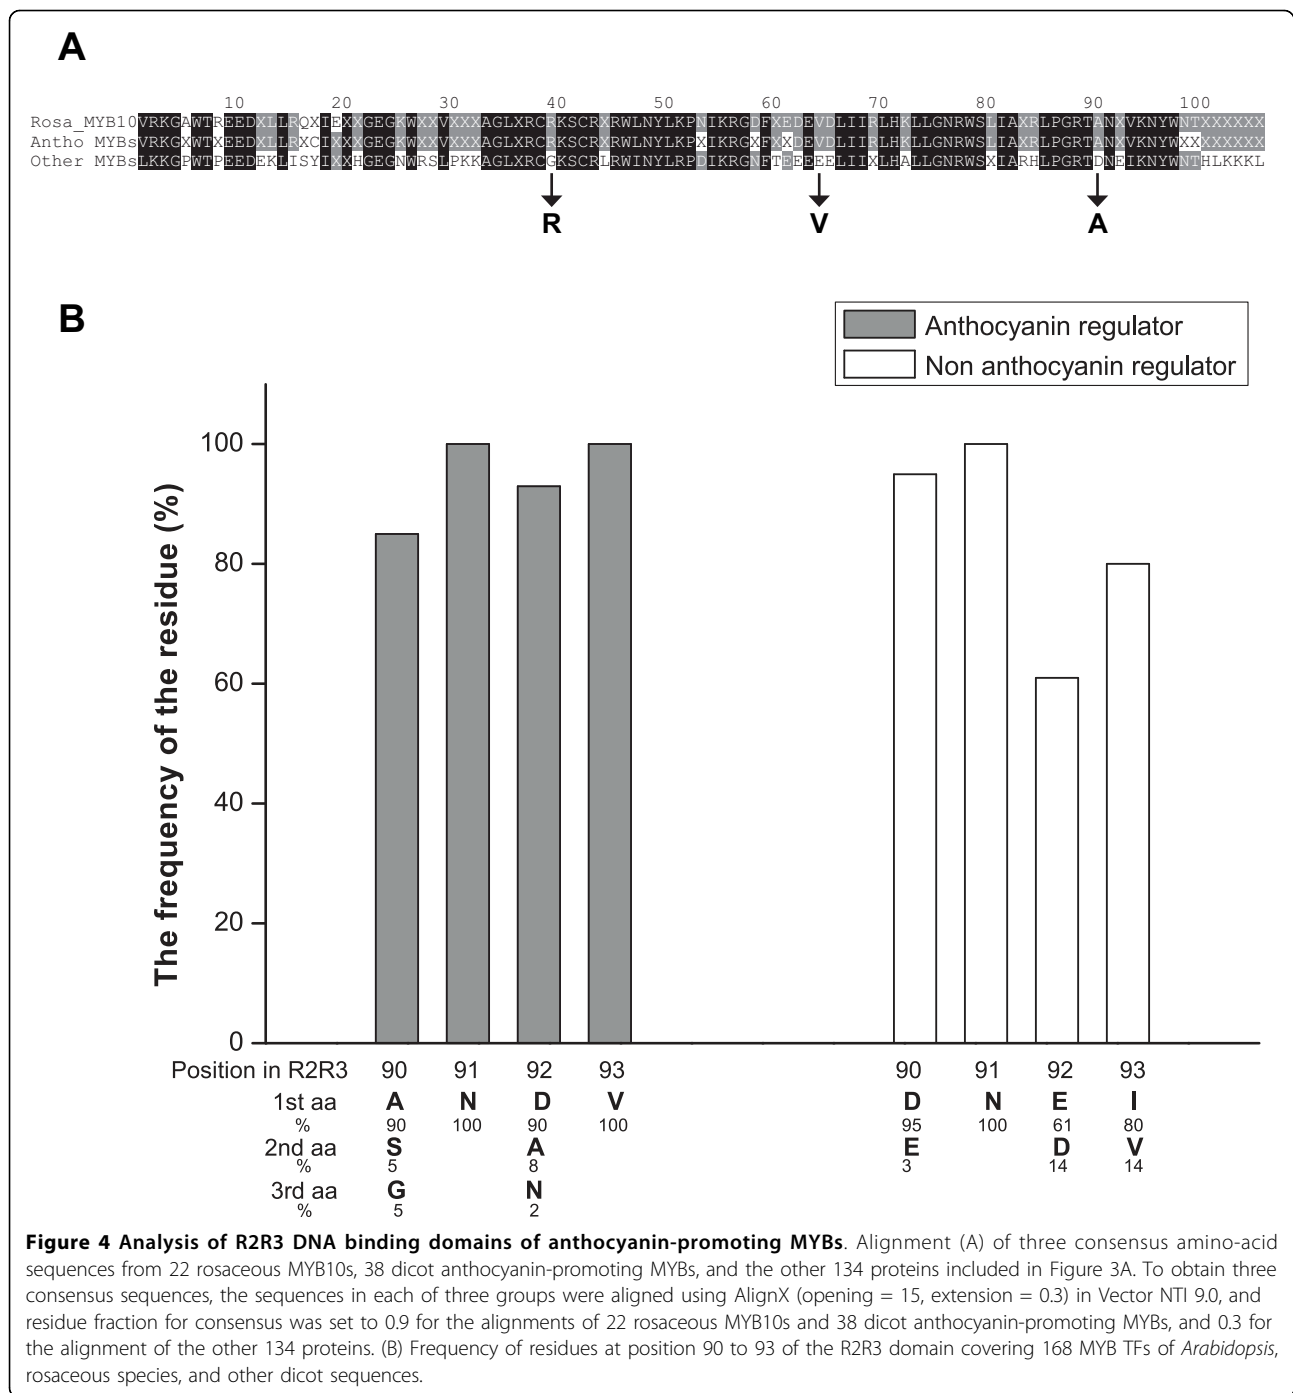 A
10 20 30 40 50 60 70 80 90 100
Rosa_MYB10 VRKGAWTREEDXLLRQXIEXXGEGKWXXVXXXAGLXRCRKSCRXRWLNYLKPNIKRGDFXEDEVDLIIRLHKLLGNRWSLIAXRLPGRTANXVKNYWNTXXXXXX
Antho MYBs VRKGXWTXEEDXLLRXCIXXXGEGKWXXVXXXAGLXRCRKSCRXRWLNYLKPXIKRGXFXXDEVDLIIRLHKLLGNRWSLIAXRLPGRTANXVKNYWXXXXXXXX
Other MYBs LKKGPWTPEEDEKLISYIXXHGEGNWRSLPKKAGLXRCGKSCRLRWINYLRPDIKRGNFTEEEEELIIXLHALLGNRWSXIARHLPGRTDNEIKNYWNTHLKKKL
R V A
B
Anthocyanin regulator
Non anthocyanin regulator
The frequency of the residue (%)
100
80
60
40
20
0
Position in R2R3 90 91 92 93 90 91 92 93
1st aa A N D V D N E I
% 90 100 90 100 95 100 61 80
2nd aa S A E D V
% 5 8 3 14 14
3rd aa G N
% 5 2
Figure 4 Analysis of R2R3 DNA binding domains of anthocyanin-promoting MYBs. Alignment (A) of three consensus amino-acid
sequences from 22 rosaceous MYB10s, 38 dicot anthocyanin-promoting MYBs, and the other 134 proteins included in Figure 3A. To obtain three
consensus sequences, the sequences in each of three groups were aligned using AlignX (opening = 15, extension = 0.3) in Vector NTI 9.0, and
residue fraction for consensus was set to 0.9 for the alignments of 22 rosaceous MYB10s and 38 dicot anthocyanin-promoting MYBs, and 0.3 for
the alignment of the other 134 proteins. (B) Frequency of residues at position 90 to 93 of the R2R3 domain covering 168 MYB TFs of Arabidopsis,
rosaceous species, and other dicot sequences.